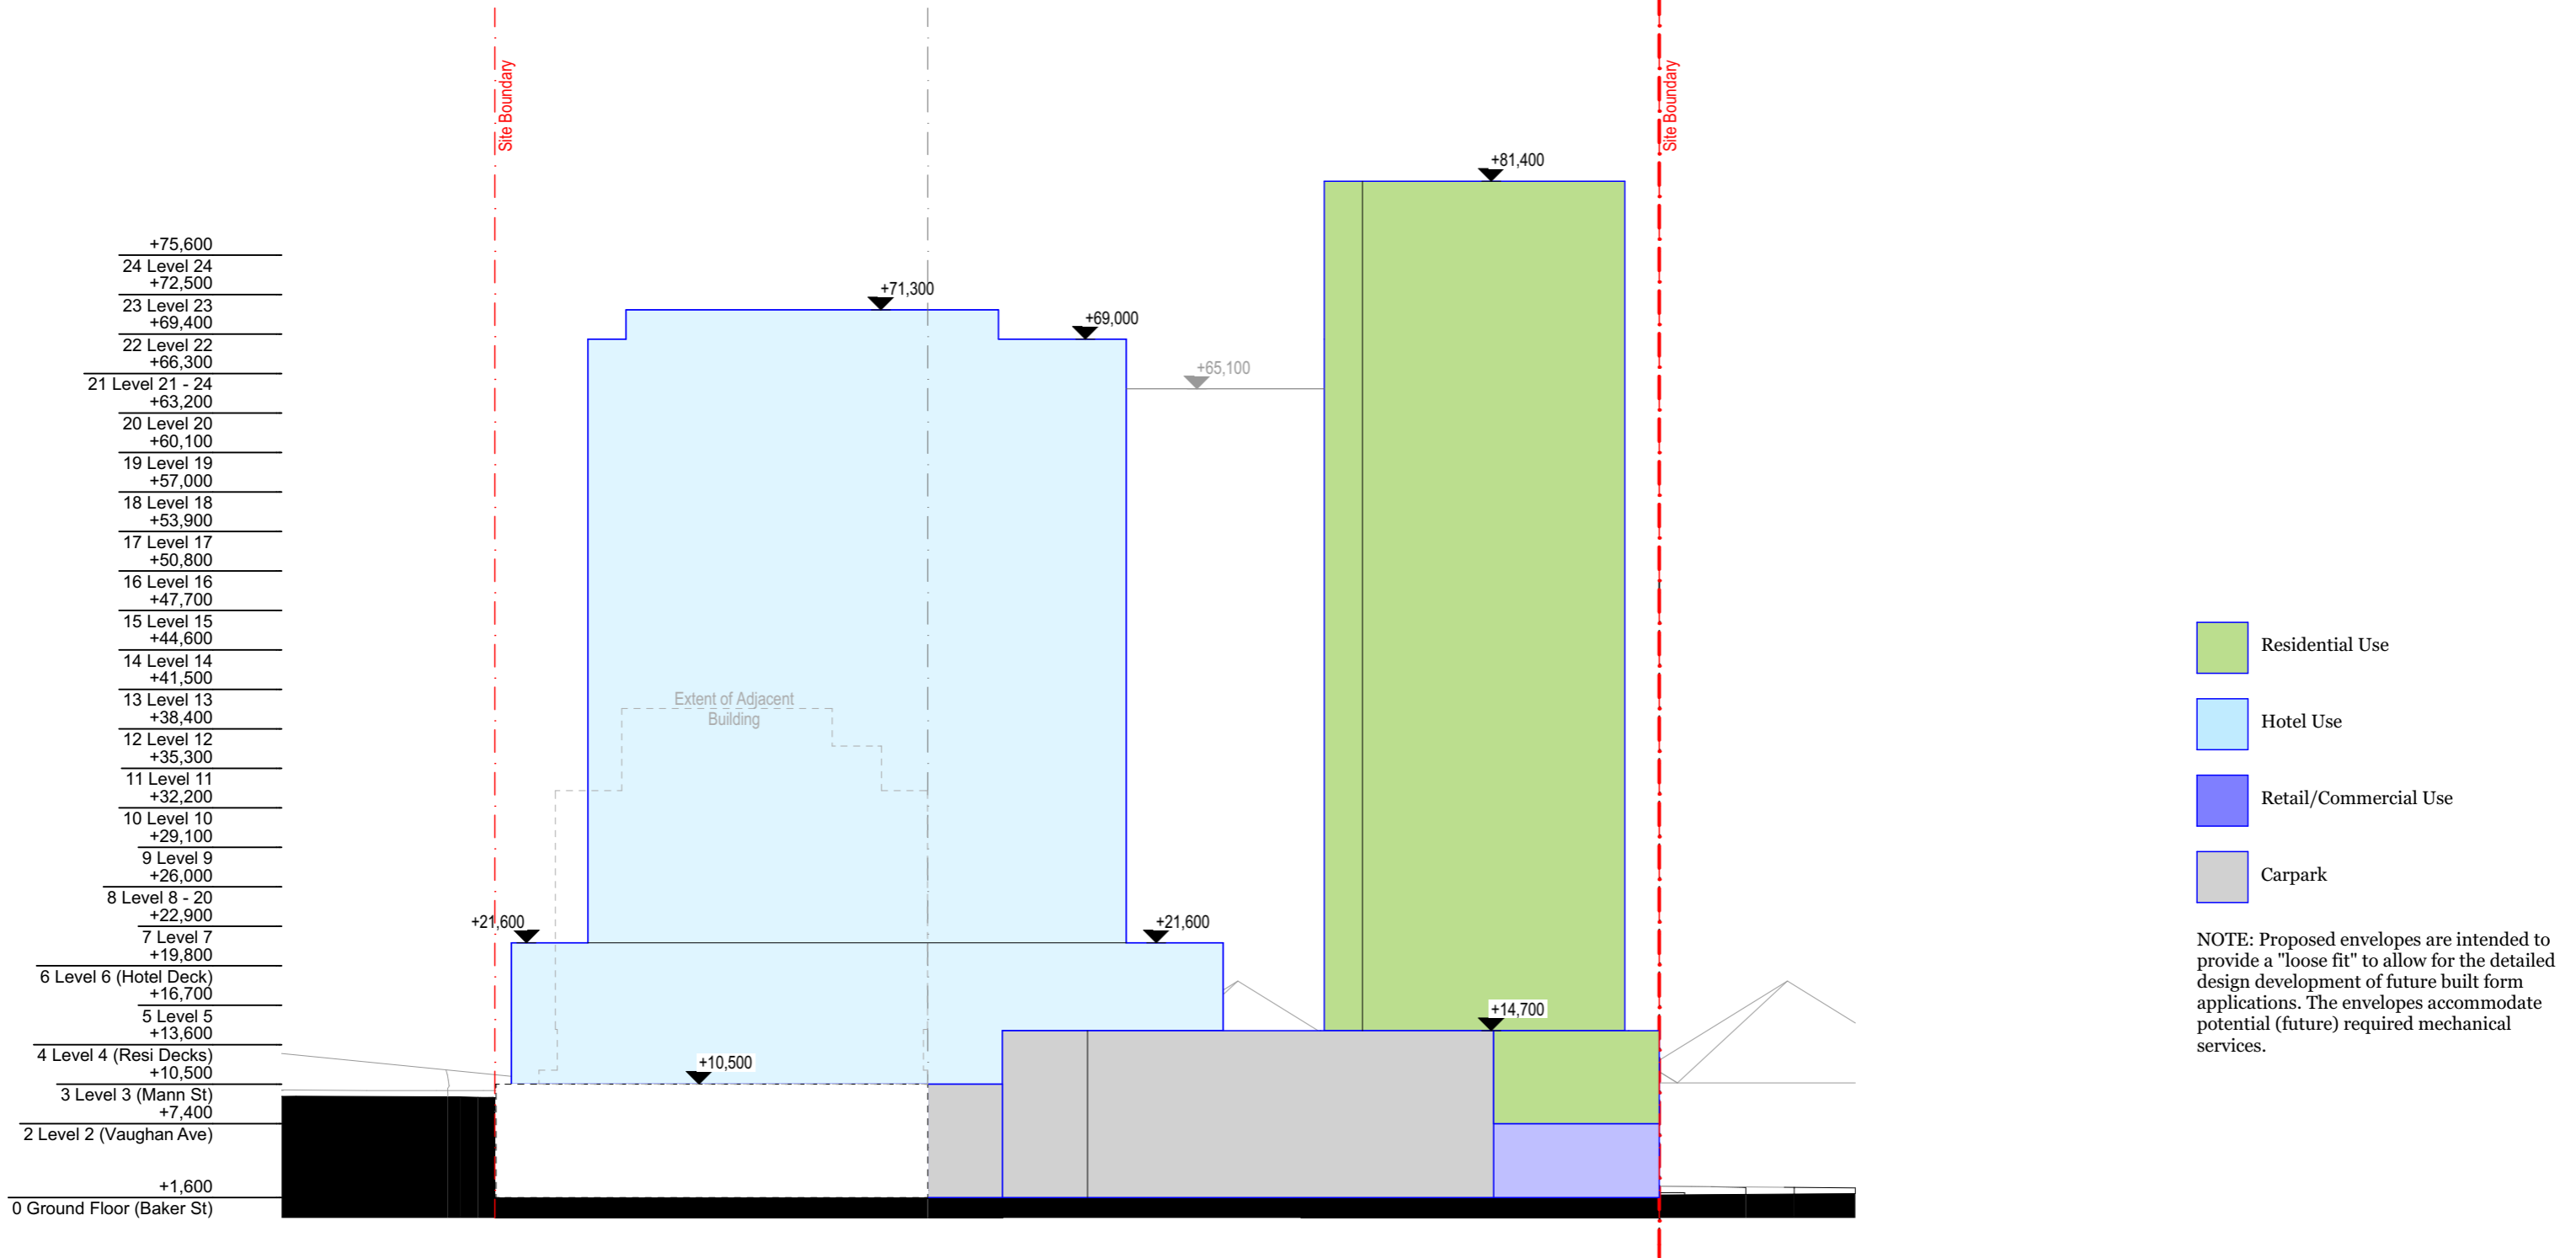 Site Boundary
Site Boundary
+81,400
+71,300
+69,000
+65,100
+75,600
24 Level 24
+72,500
23 Level 23
+69,400
22 Level 22
+66,300
21 Level 21 - 24
+63,200
20 Level 20
+60,100
19 Level 19
+57,000
18 Level 18
+53,900
17 Level 17
+50,800
16 Level 16
+47,700
15 Level 15
+44,600
14 Level 14
+41,500
13 Level 13
+38,400
12 Level 12
+35,300
11 Level 11
+32,200
10 Level 10
+29,100
9 Level 9
+26,000
8 Level 8 - 20
+22,900
7 Level 7
+19,800
6 Level 6 (Hotel Deck)
+16,700
5 Level 5
+13,600
4 Level 4 (Resi Decks)
+10,500
3 Level 3 (Mann St)
+7,400
2 Level 2 (Vaughan Ave)
+1,600
0 Ground Floor (Baker St)
Extent of Adjacent
Building
+21,600
+21,600
+14,700
+10,500
Residential Use
Hotel Use
Retail/Commercial Use
Carpark
NOTE: Proposed envelopes are intended to
provide a "loose fit" to allow for the detailed
design development of future built form
applications. The envelopes accommodate
potential (future) required mechanical
services.